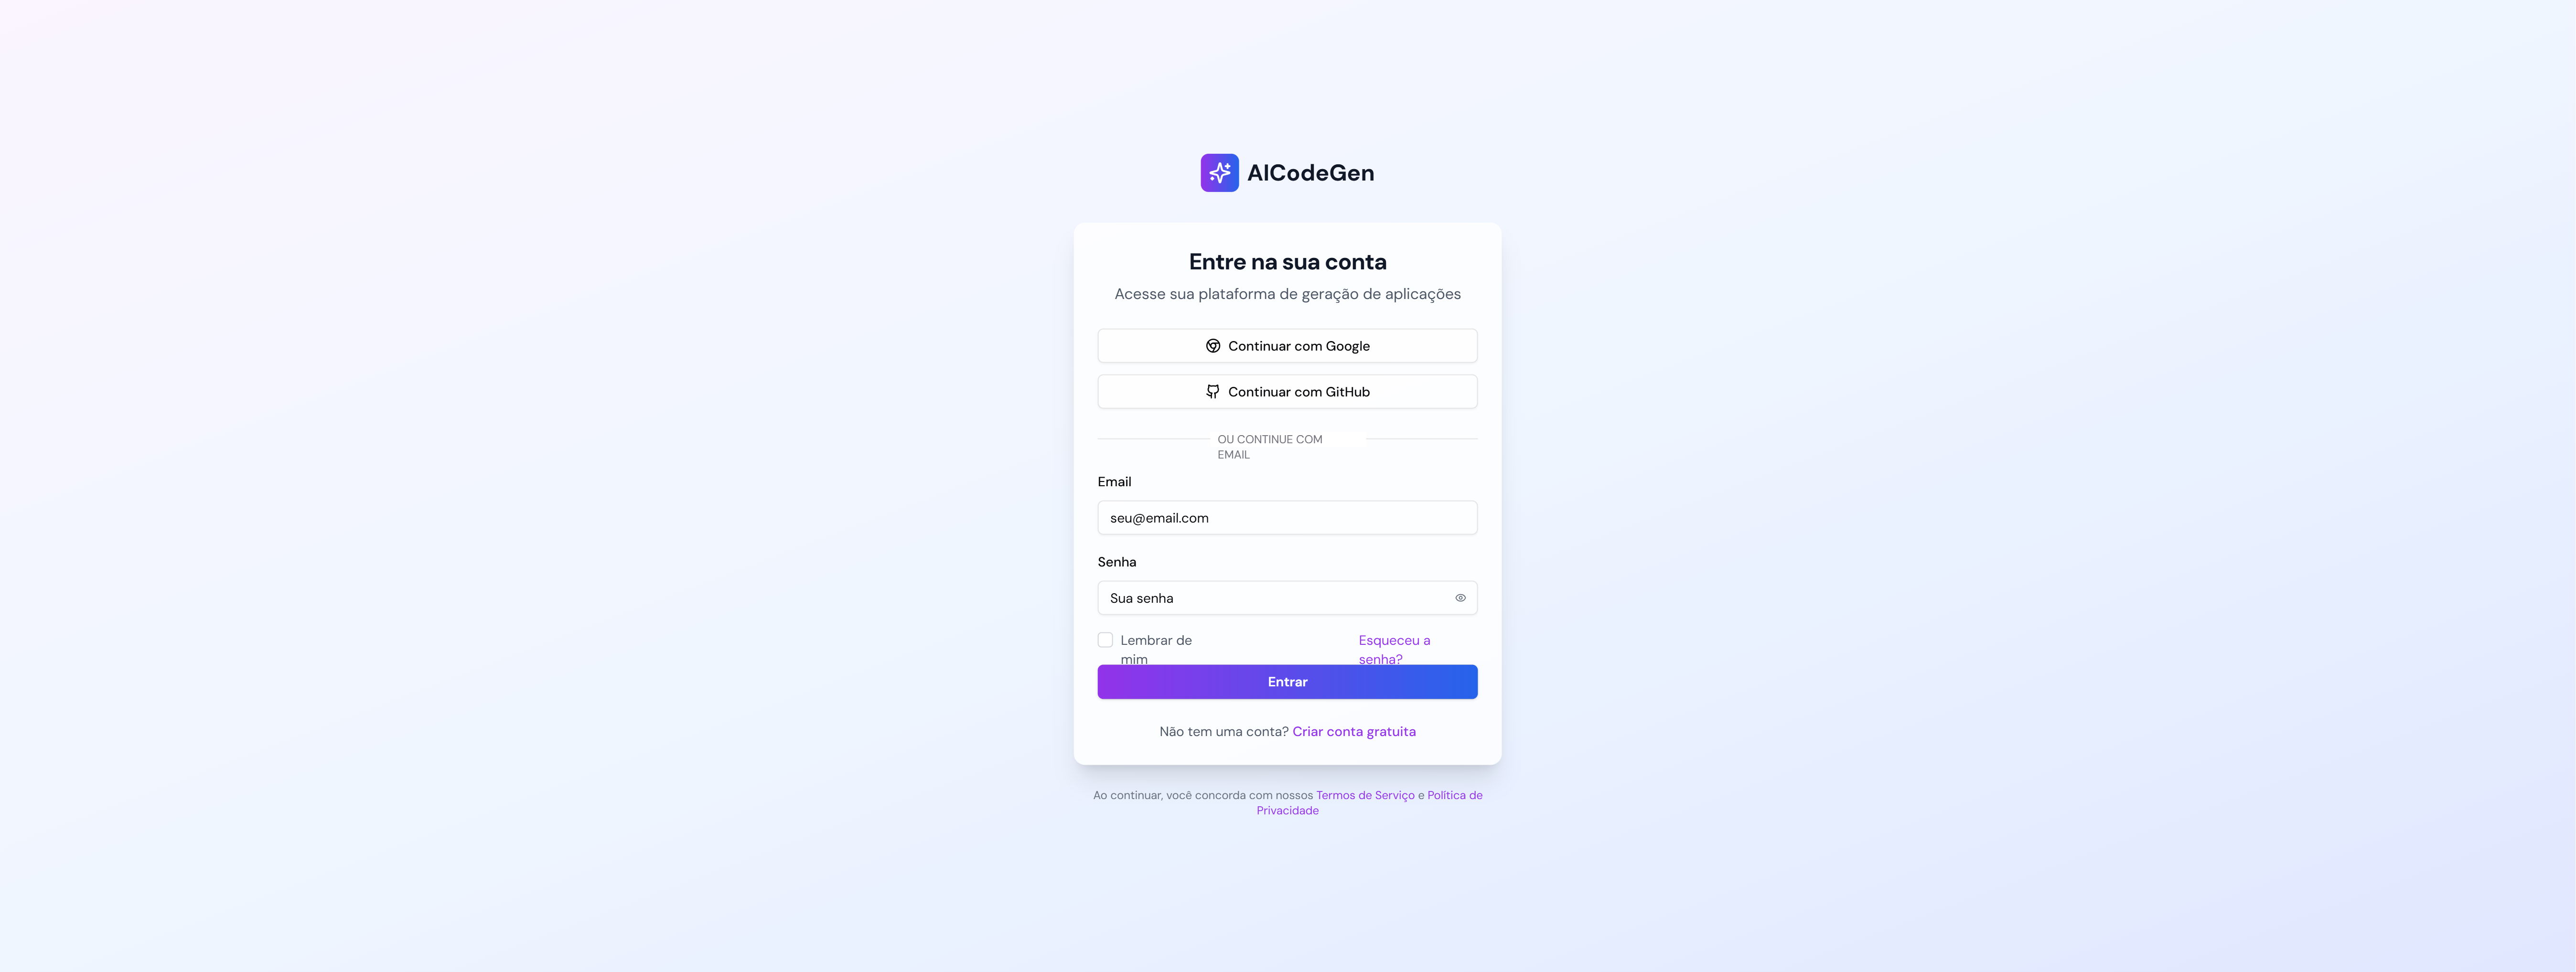 AICodeGen
Entre na sua conta
Acesse sua plataforma de geração de aplicações
Continuar com Google
Continuar com GitHub
OU CONTINUE COM
EMAIL
Email
seu@email.com
Senha
Sua senha
Lembrar de
mim
Esqueceu a
senha?
Entrar
Não tem uma conta? Criar conta gratuita
Ao continuar, você concorda com nossos Termos de Serviço e Política de
Privacidade